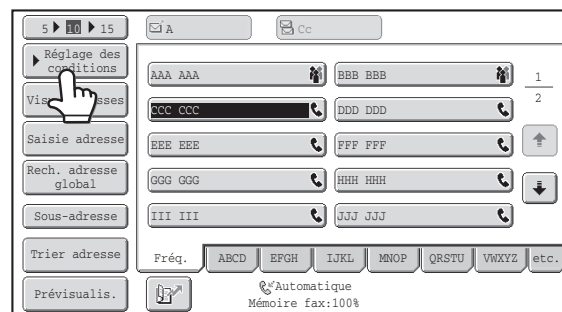 5 10 15
A
Cc
Réglage des
conditions
AAA AAA
BBB BBB
1
2
CCC CCC
DDD DDD
Saisie adresse
EEE EEE
FFF FFF
Rech. adresse
global
GGG GGG
HHH HHH
Sous-adresse
III III
JJJ JJJ
Trier adresse
Fréq.
ABCD
EFGH
IJKL
MNOP
QRSTU
VWXYZ
etc.
Prévisualis.
Automatique
Mémoire fax:100%